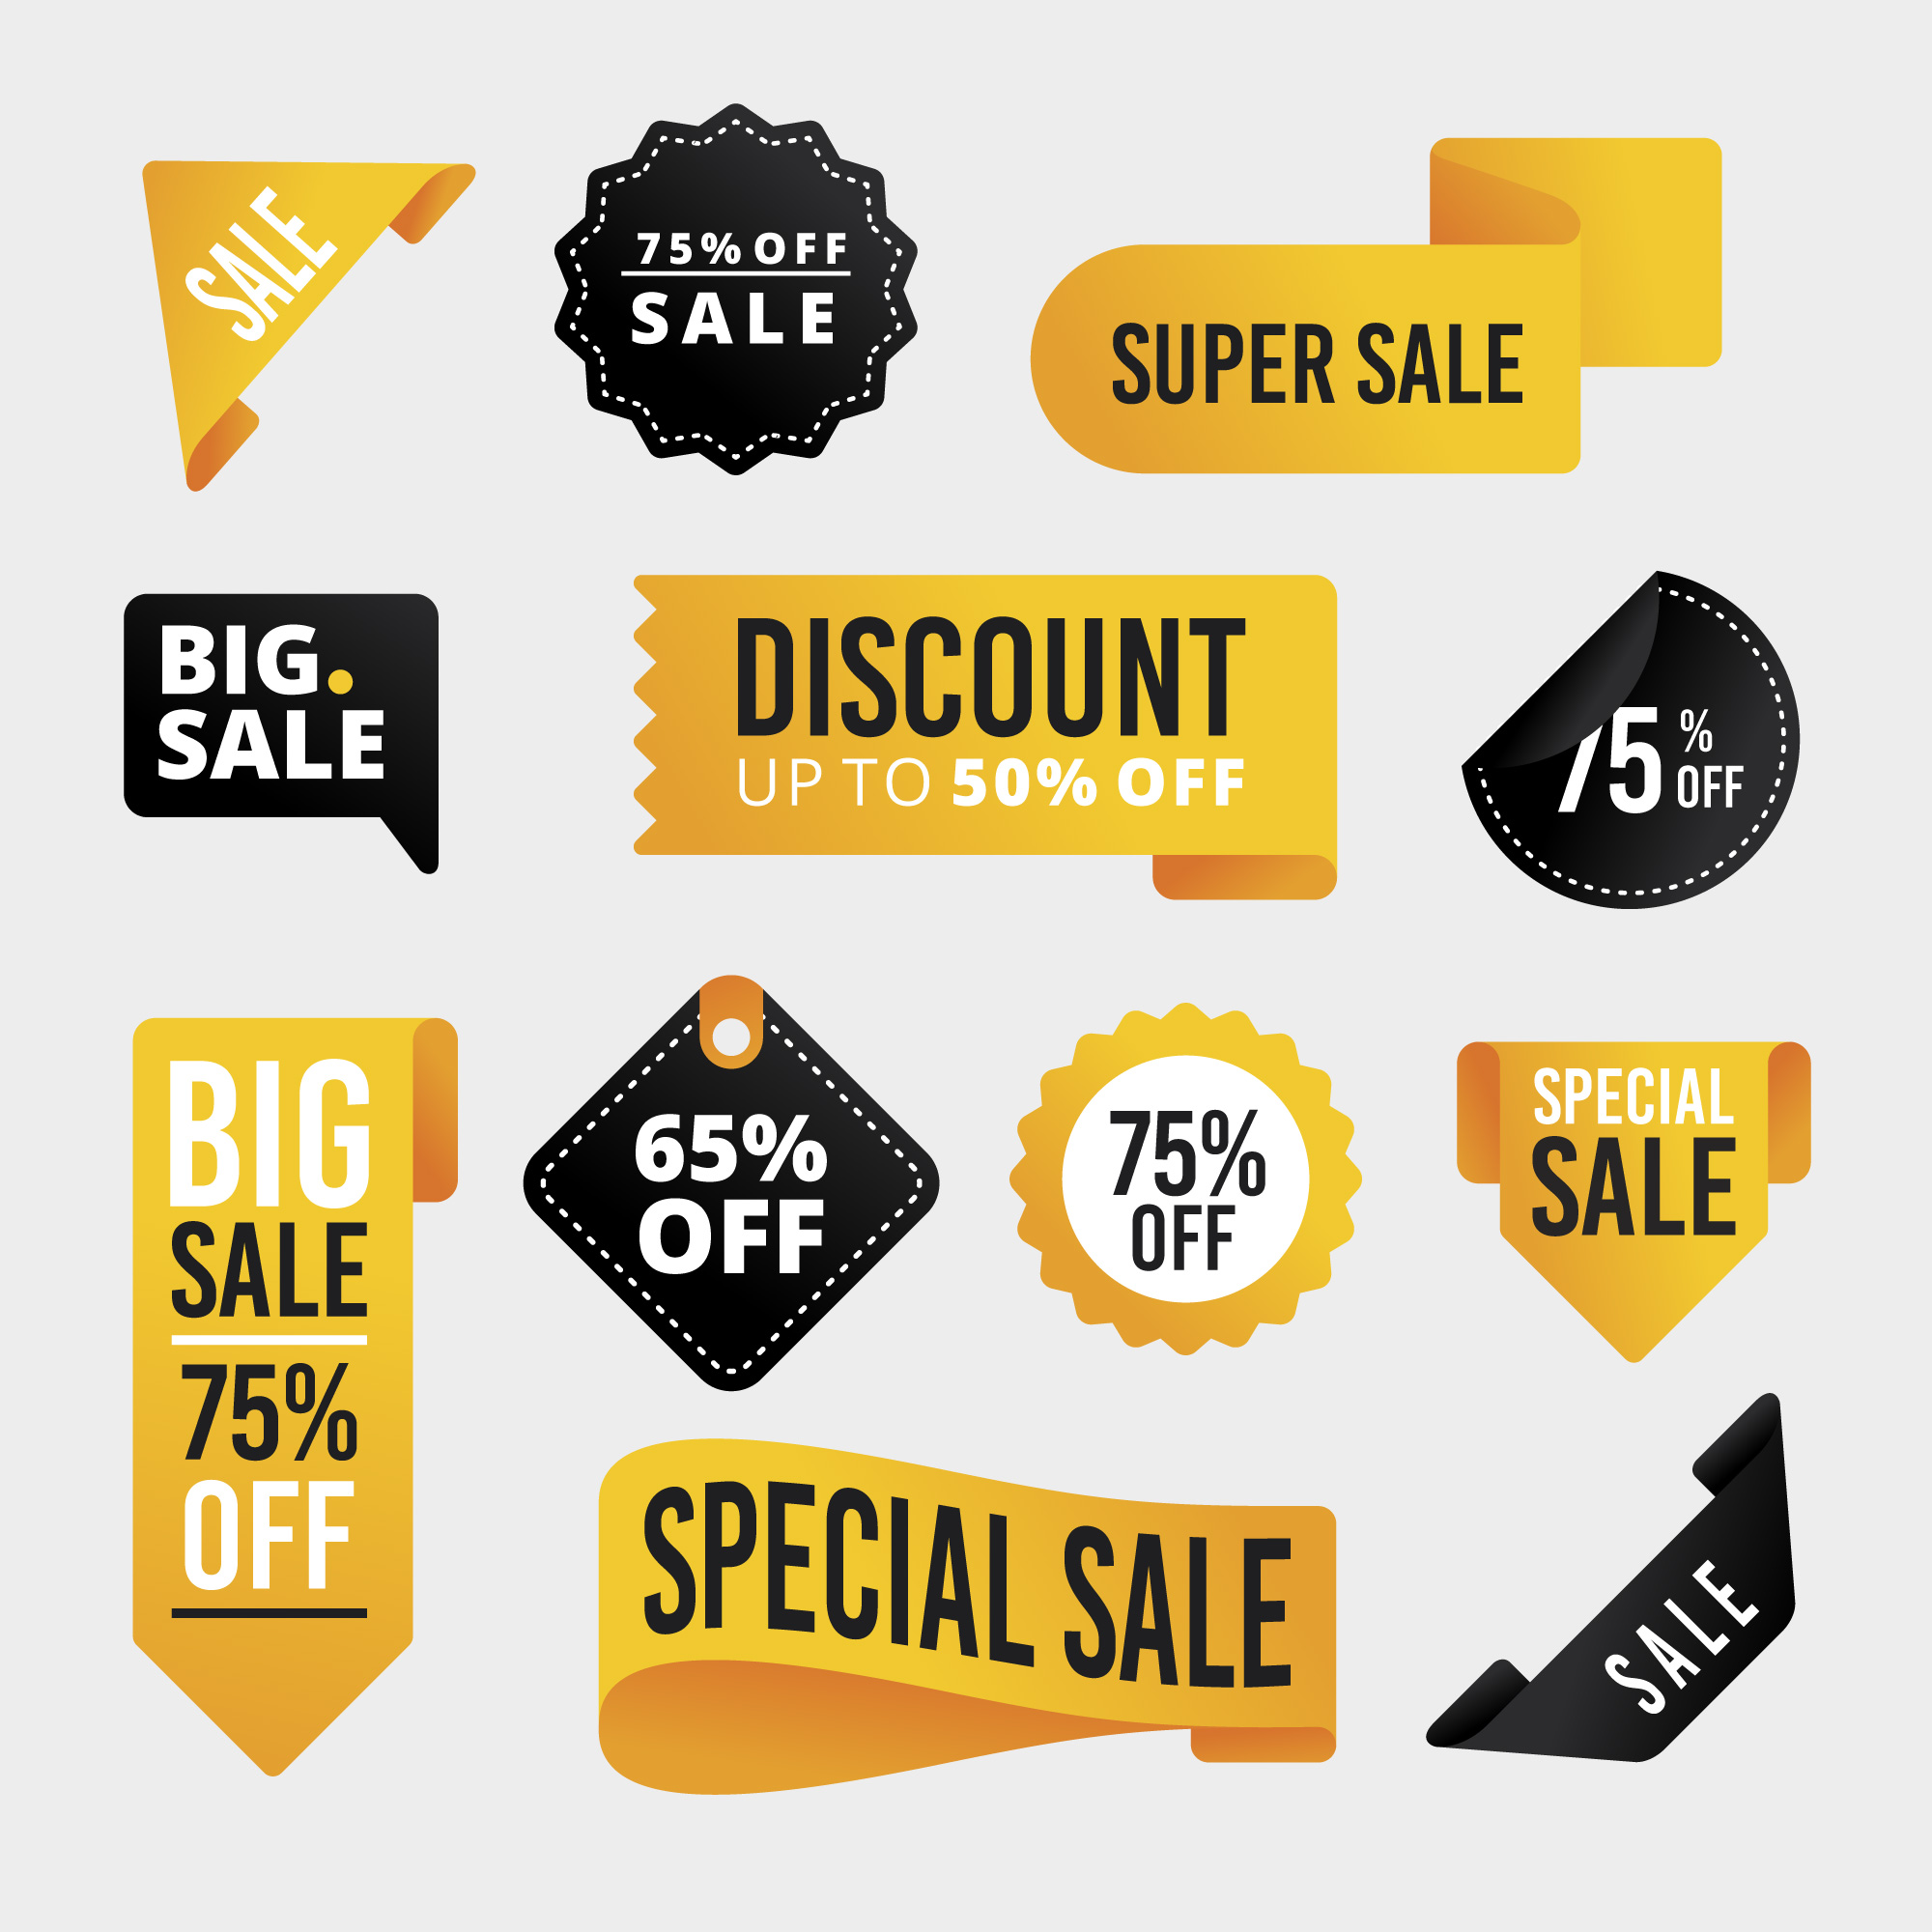 SALE
75% OFF
SALE
SUPER SALE
BIG.
SALE
DISCOUNT
UP TO 50% OFF
75%
OFF
BIG
SALE
75%
OFF
65%
OFF
75%
OFF
SPECIAL
SALE
SPECIAL SALE
SALE